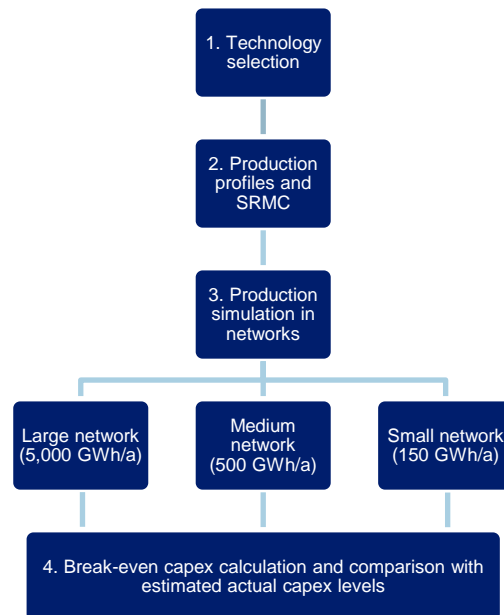 1. Technology
selection
2. Production
profiles and
SRMC
3. Production
simulation in
networks
Large network
(5,000 GWh/a)
Medium
network
(500 GWh/a)
Small network
(150 GWh/a)
4. Break-even capex calculation and comparison with
estimated actual capex levels